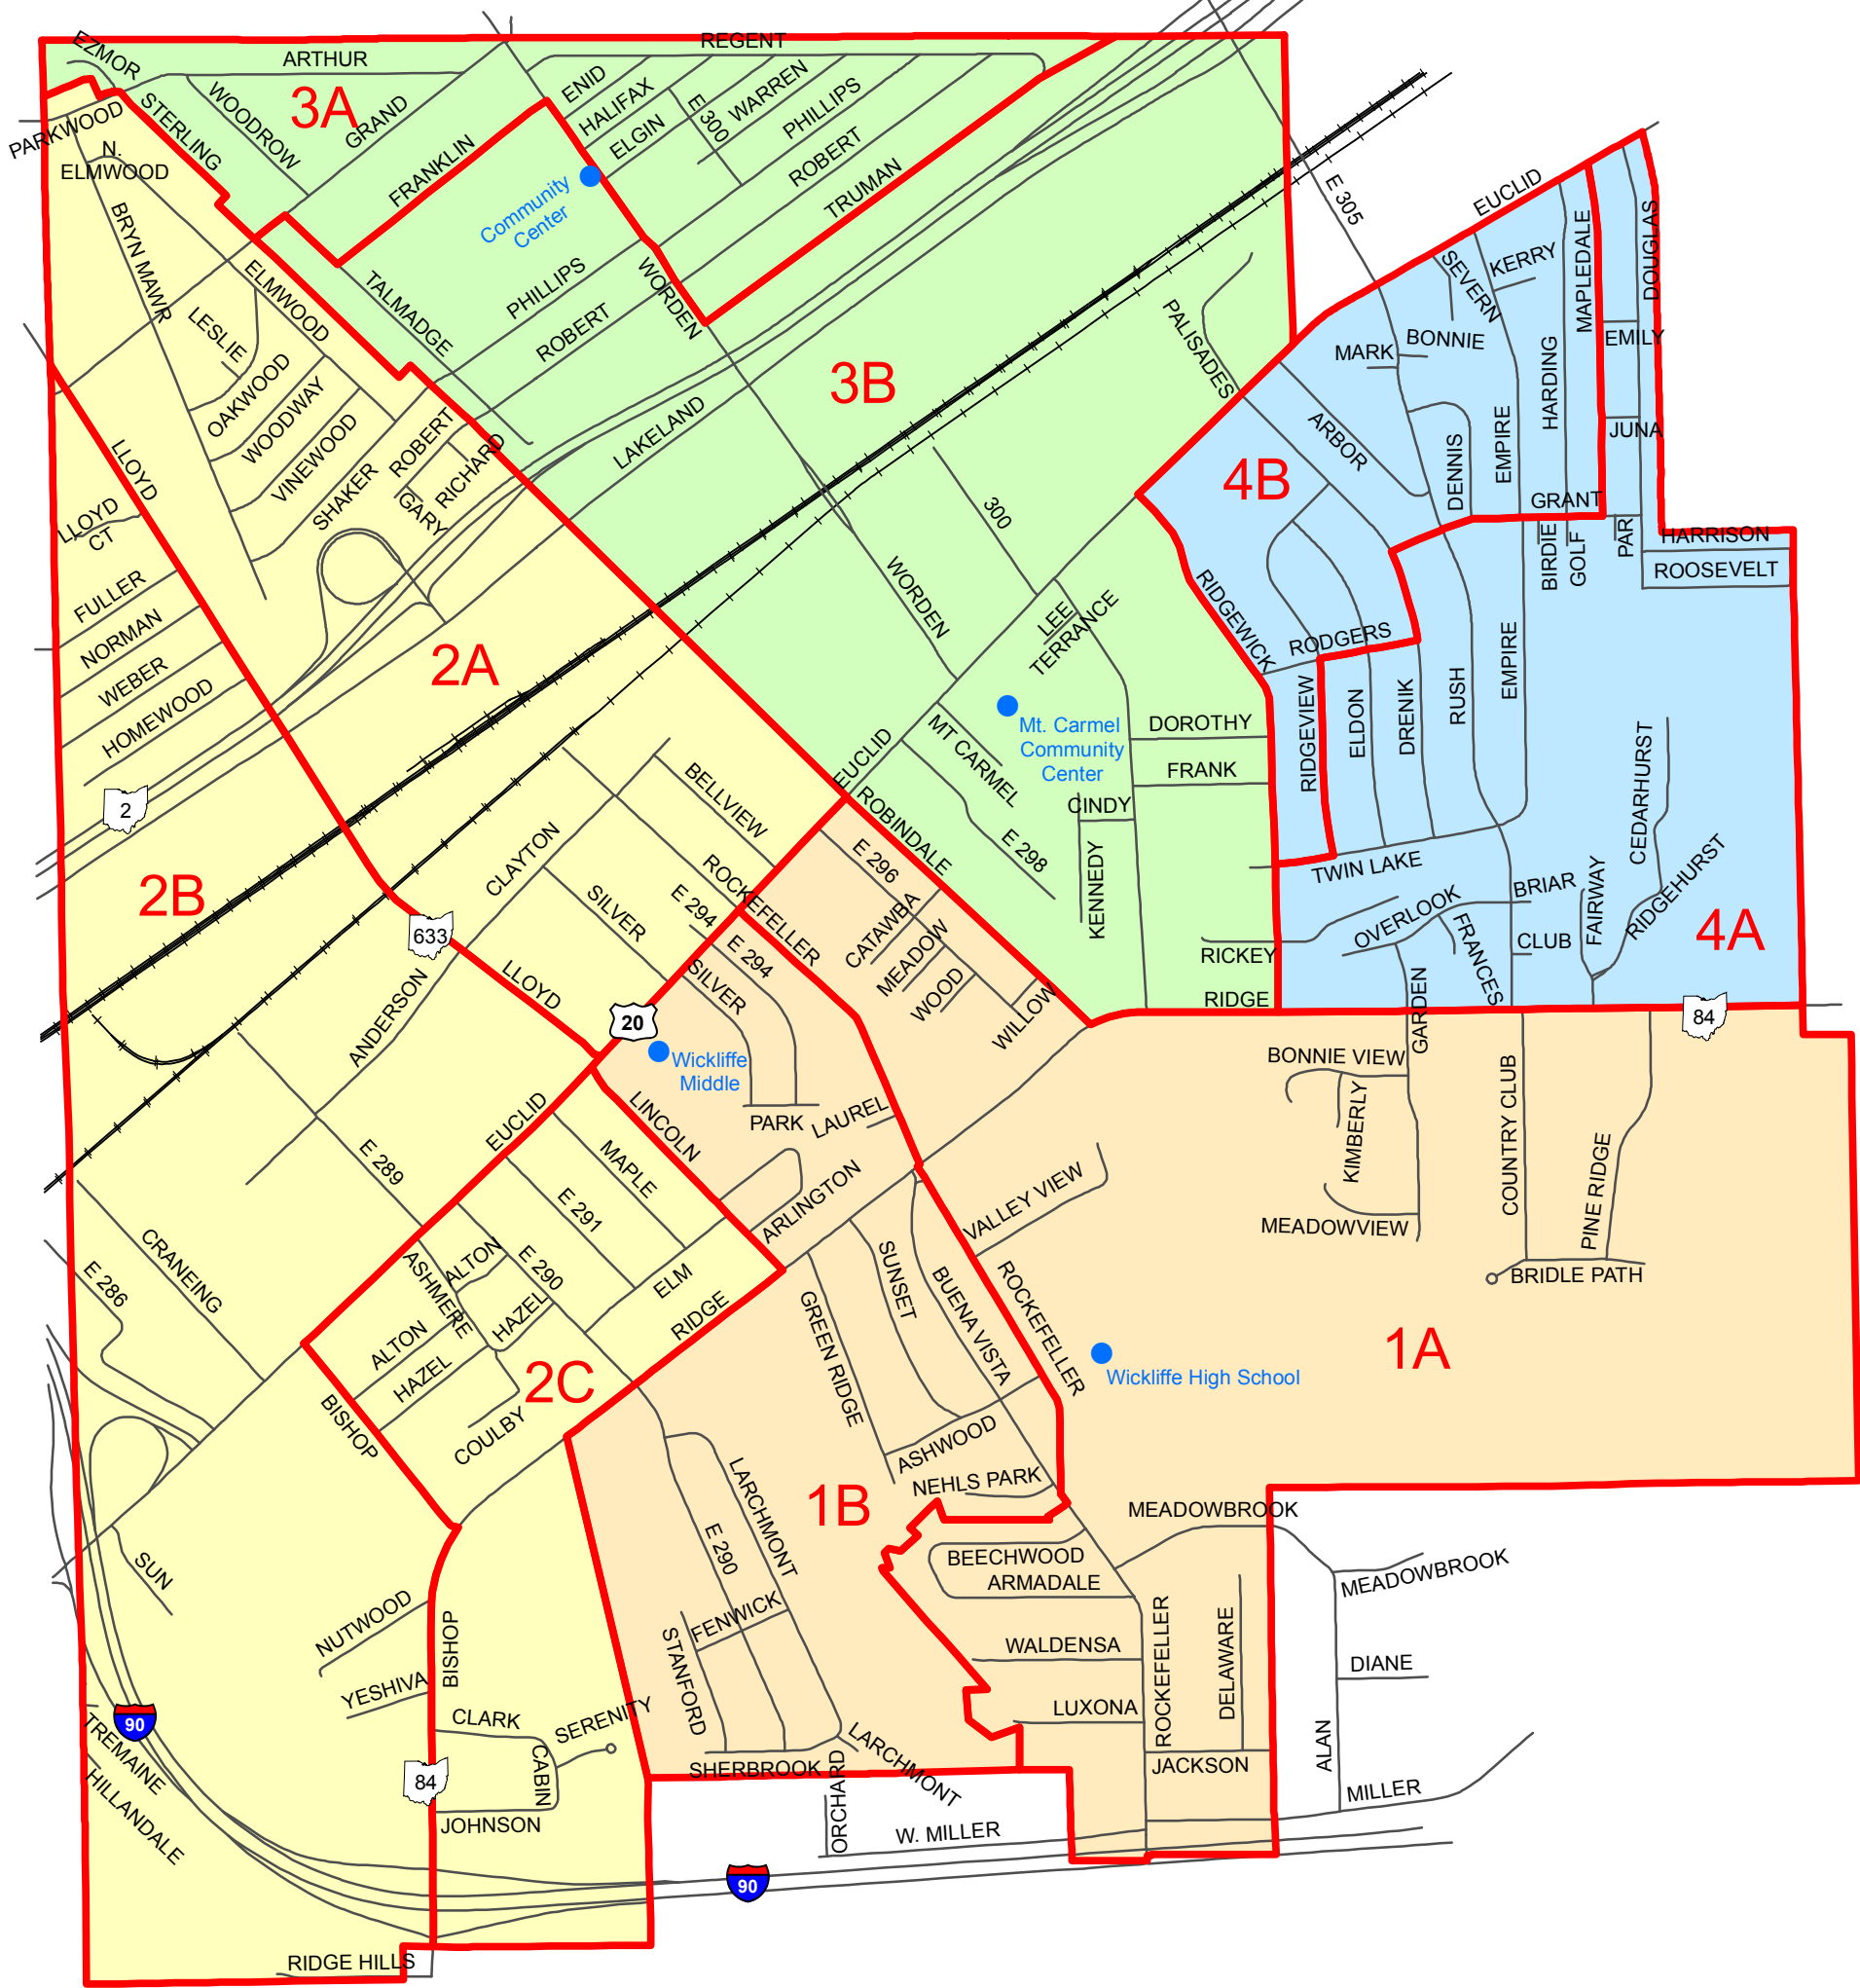 REGENT
EZMOR
ARTHUR
3A
STERLING
WOODROW
GRAND
ENID
HALIFAX
ELGIN
E 300
WARREN
PHILLIPS
ROBERT
TRUMAN
PARKWOOD
N.
ELMWOOD
FRANKLIN
Community
Center
BRYN MAWR
ELMWOOD
LESLIE
OAKWOOD
WOODWAY
VINEWOOD
SHAKER
ROBERT
RICHARD
GARY
TALMADGE
PHILLIPS
ROBERT
WORDEN
LAKELAND
3B
PALISADES
E 305
EUCLID
SEVERN
KERRY
MAPLEDALE
DOUGLAS
EMILY
JUNA
MARK
BONNIE
HARDING
EMPIRE
DENNIS
ARBOR
4B
GRANT
BIRDIE
GOLF
PAR
HARRISON
ROOSEVELT
LLOYD
LLOYD
CT
FULLER
NORMAN
WEBER
HOMEWOOD
2A
300
WORDEN
LEE
TERRANCE
RIDGEWICK
RODGERS
RIDGEVIEW
ELDON
DRENIK
RUSH
EMPIRE
2
2B
EUCLID
MT CARMEL
Mt. Carmel
Community
Center
DOROTHY
FRANK
CINDY
KENNEDY
E 298
ROBINDALE
TWIN LAKE
CEDARHURST
RIDGEHURST
OVERLOOK
BRIAR
FAIRWAY
FRANCES
CLUB
4A
RICKEY
RIDGE
84
BELLVIEW
CLAYTON
ROCKEFELLER
SILVER
E 294
E 296
CATAWBA
MEADOW
WOOD
WILLOW
633
LLOYD
20
SILVER
E 294
Wickliffe
Middle
PARK
LAUREL
ANDERSON
E 289
EUCLID
LINCOLN
MAPLE
E 291
ARLINGTON
GARDEN
BONNIE VIEW
KIMBERLY
MEADOWVIEW
COUNTRY CLUB
PINE RIDGE
BRIDLE PATH
CRANEING
E 286
ALTON
ASHMERE
E 290
ELM
RIDGE
ALTON
HAZEL
HAZEL
2C
BISHOP
COULBY
VALLEY VIEW
SUNSET
BUENA VISTA
GREEN RIDGE
ROCKEFELLER
Wickliffe High School
1A
ASHWOOD
NEHLS PARK
1B
LARCHMONT
E 290
FENWICK
STANFORD
MEADOWBROOK
MEADOWBROOK
BEECHWOOD
ARMADALE
WALDENSA
LUXONA
ROCKEFELLER
DELAWARE
JACKSON
DIANE
ALAN
MILLER
SUN
NUTWOOD
YESHIVA
BISHOP
CLARK
SERENITY
CABIN
JOHNSON
84
90
TREMAINE
HILLANDALE
SHERBROOK
ORCHARD
LARCHMONT
W. MILLER
90
RIDGE HILLS